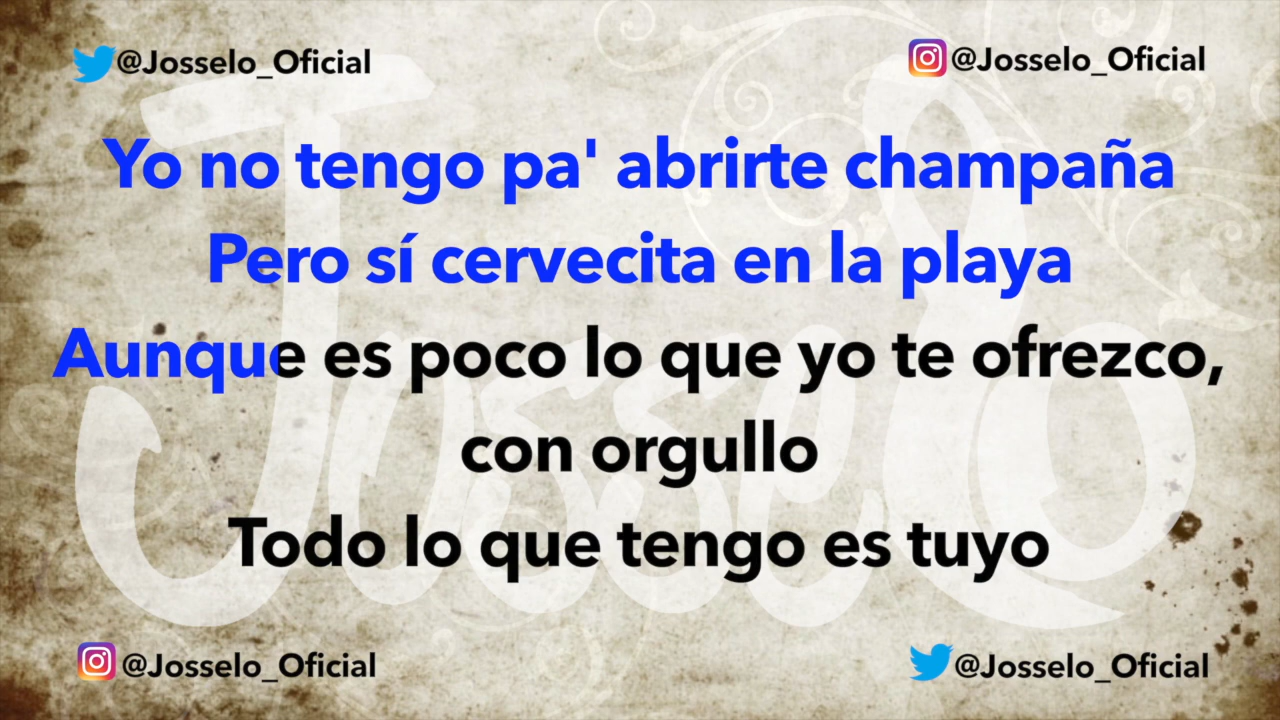 @Josselo_Oficial
@Josselo_Oficial
Yo no tengo pa' abrirte champaña
Pero sí cervecita en la playa
Aunque es poco lo que yo te ofrezco,
con orgullo
Todo lo que tengo es tuyo
@Josselo_Oficial
@Josselo_Oficial
Josselo